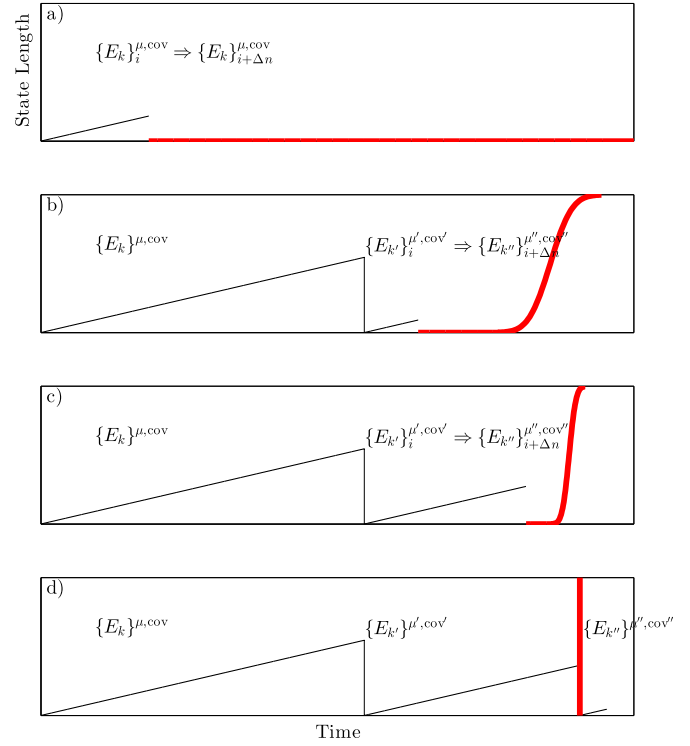 State Length
a)
{E_k}_i^{μ,cov} ⇒ {E_k}_{i+Δn}^{μ,cov}
b)
{E_k}^{μ,cov}
{E_{k'}}_i^{μ',cov'} ⇒ {E_{k''}}_{i+Δn}^{μ'',cov''}
c)
{E_k}^{μ,cov}
{E_{k'}}_i^{μ',cov'} ⇒ {E_{k''}}_{i+Δn}^{μ'',cov''}
d)
{E_k}^{μ,cov}
{E_{k'}}^{μ',cov'}
{E_{k''}}^{μ'',cov''}
Time